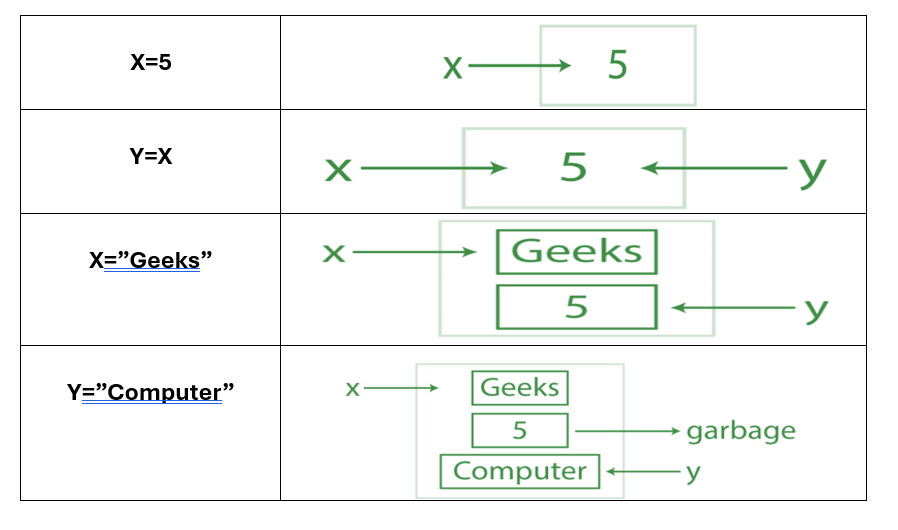 X=5
x 5
Y=X
x 5 y
X=”Geeks”
x Geeks
5 y
Y=”Computer”
x Geeks
5 garbage
Computer y